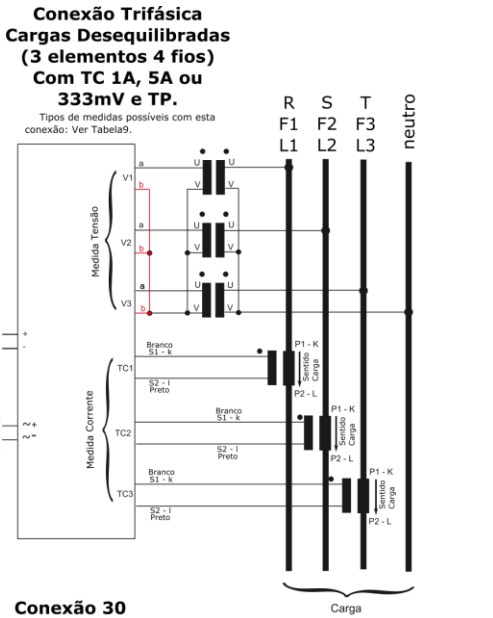 Conexão Trifásica
Cargas Desequilibradas
(3 elementos 4 fios)
Com TC 1A, 5A ou
333mV e TP.
Tipos de medidas possíveis com esta
conexão: Ver Tabela9.
R S T neutro
F1 F2 F3
L1 L2 L3
a U U
V1
b V V
a U U
V2
b V V
a U U
V3
b V V
Medida Tensão
+
-
Branco
S1 - k
TC1
S2 - l
Preto
P1 - K
Sentido
Carga
P2 - L
Branco
S1 - k
TC2
S2 - l
Preto
P1 - K
Sentido
Carga
P2 - L
Branco
S1 - k
TC3
S2 - l
Preto
P1 - K
Sentido
Carga
P2 - L
Medida Corrente
~+
~-
Conexão 30
Carga